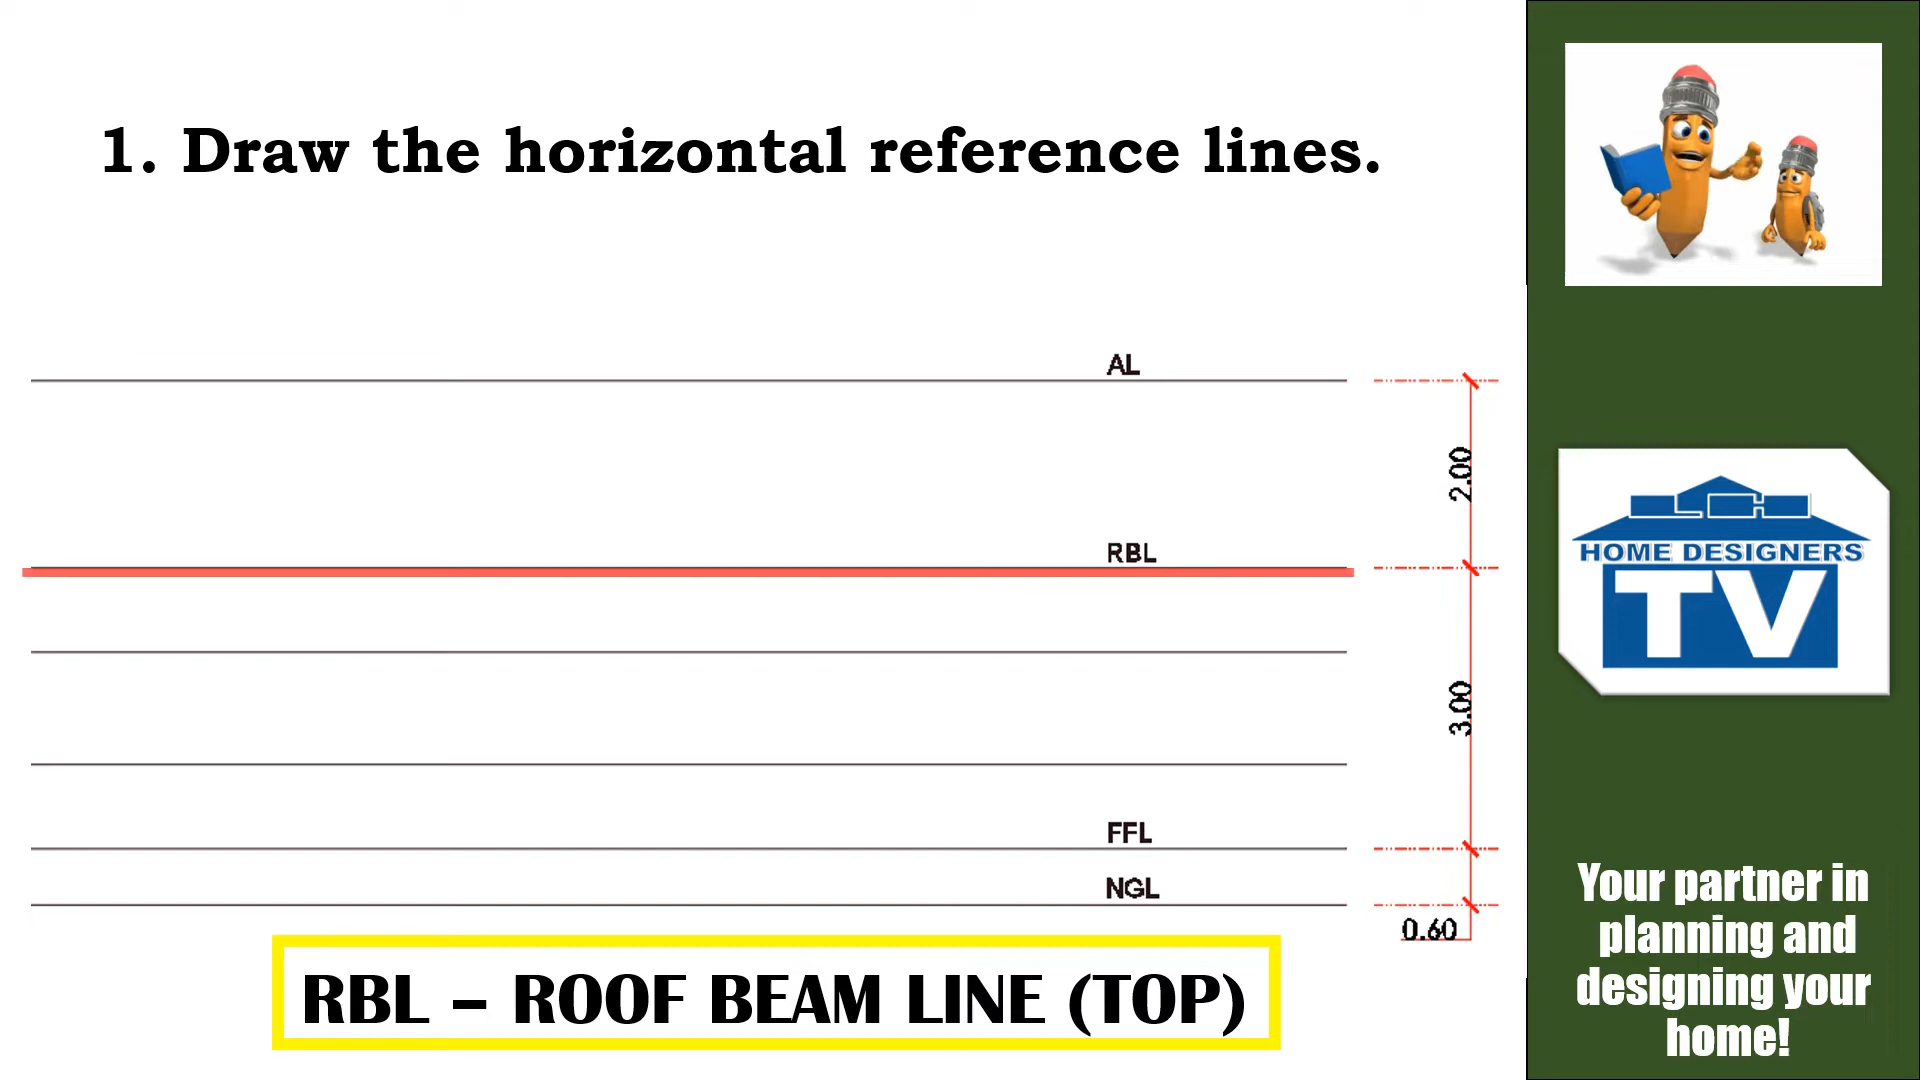 1. Draw the horizontal reference lines.
AL
2.00
RBL
3.00
FFL
NGL
0.60
RBL – ROOF BEAM LINE (TOP)
LCH
HOME DESIGNERS
TV
Your partner in
planning and
designing your
home!